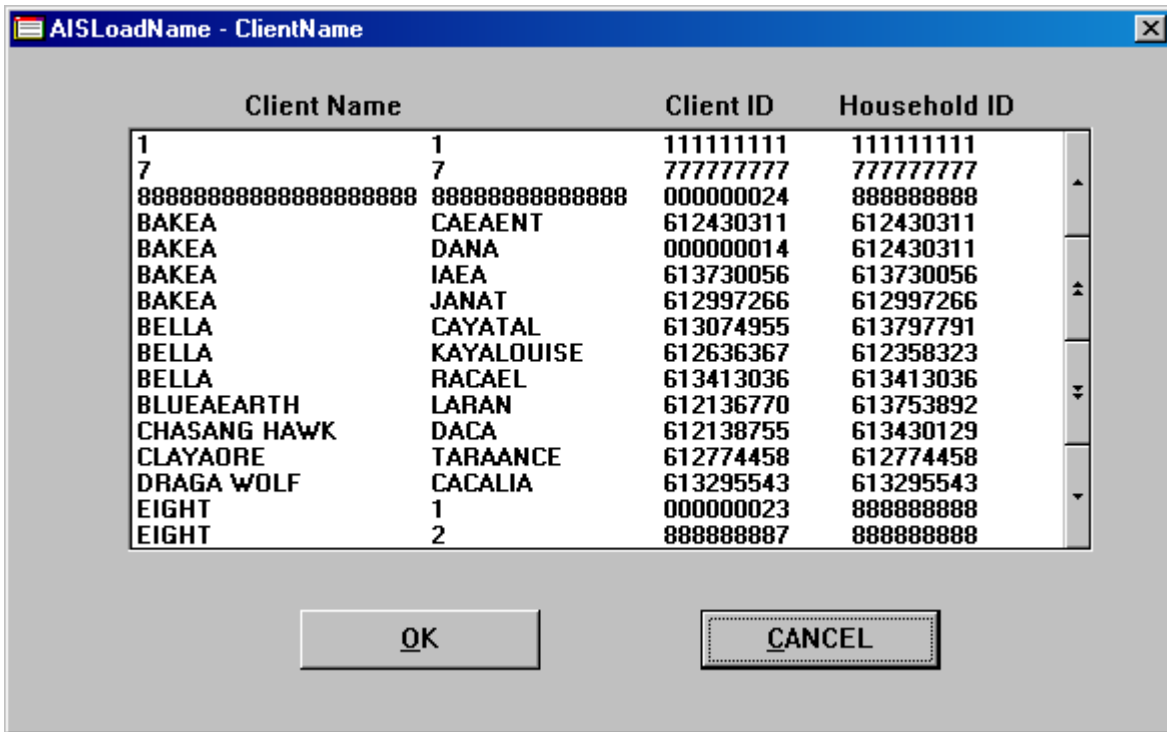 AISLoadName - ClientName
Client Name Client ID Household ID
1 1 111111111 111111111
7 7 777777777 777777777
88888888888888888888 88888888888888 000000024 888888888
BAKEA CAEAENT 612430311 612430311
BAKEA DANA 000000014 612430311
BAKEA IAEA 613730056 613730056
BAKEA JANAT 612997266 612997266
BELLA CAYATAL 613074955 613797791
BELLA KAYALOUISE 612636367 612358323
BELLA RACAEL 613413036 613413036
BLUEAEARTH LARAN 612136770 613753892
CHASANG HAWK DACA 612138755 613430129
CLAYAORE TARAANCE 612774458 612774458
DRAGA WOLF CACALIA 613295543 613295543
EIGHT 1 000000023 888888888
EIGHT 2 888888887 888888888
OK CANCEL